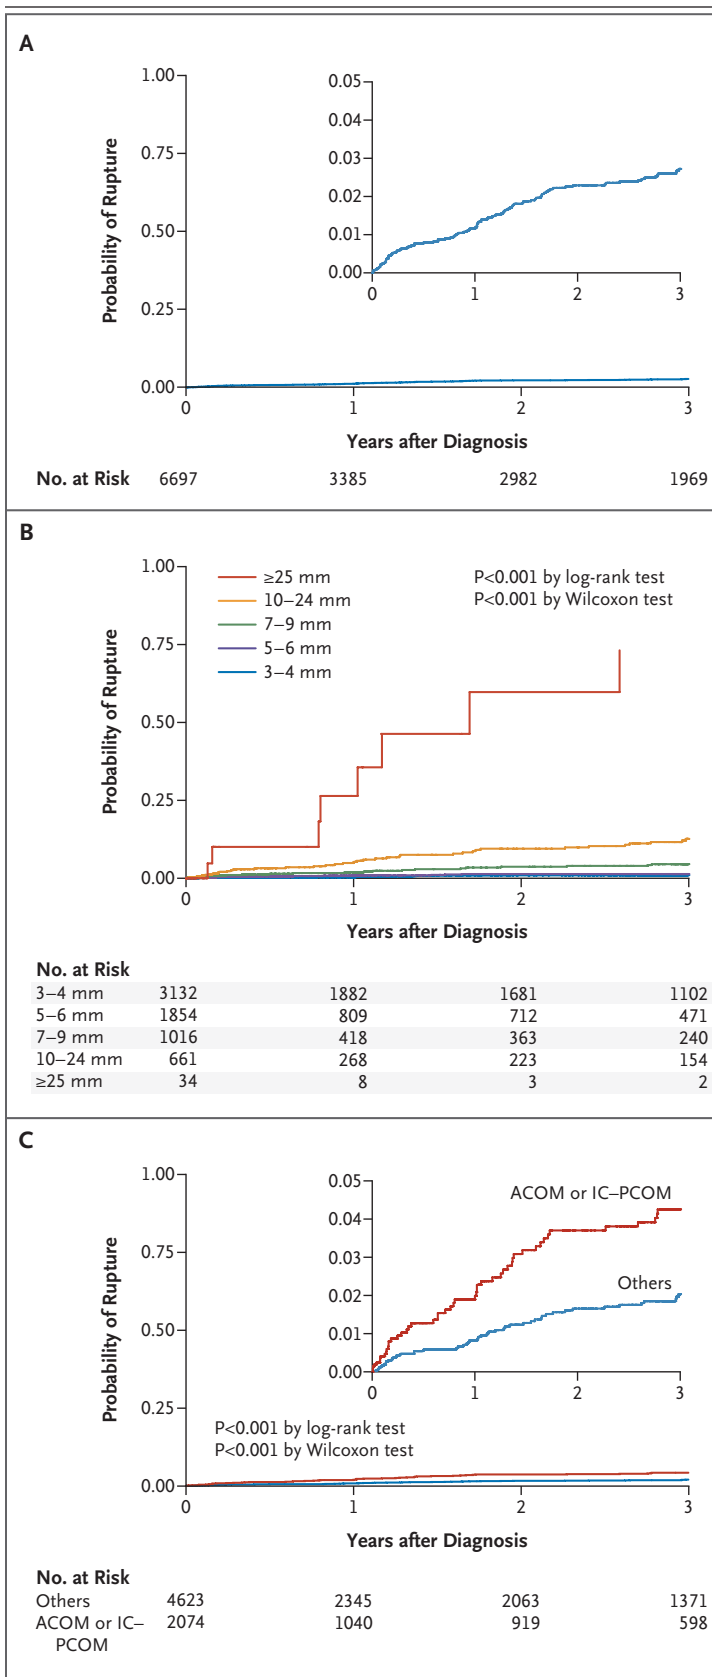 A
1.00
0.75
0.50
0.25
0.00
Probability of Rupture
0.05
0.04
0.03
0.02
0.01
0.00
0 1 2 3
0 1 2 3
Years after Diagnosis
No. at Risk 6697 3385 2982 1969
B
1.00
0.75
0.50
0.25
0.00
Probability of Rupture
≥25 mm
10–24 mm
7–9 mm
5–6 mm
3–4 mm
P<0.001 by log-rank test
P<0.001 by Wilcoxon test
0 1 2 3
Years after Diagnosis
No. at Risk
3–4 mm 3132 1882 1681 1102
5–6 mm 1854 809 712 471
7–9 mm 1016 418 363 240
10–24 mm 661 268 223 154
≥25 mm 34 8 3 2
C
1.00
0.75
0.50
0.25
0.00
Probability of Rupture
0.05
0.04
0.03
0.02
0.01
0.00
ACOM or IC–PCOM
Others
0 1 2 3
P<0.001 by log-rank test
P<0.001 by Wilcoxon test
0 1 2 3
Years after Diagnosis
No. at Risk
Others 4623 2345 2063 1371
ACOM or IC– 2074 1040 919 598
PCOM